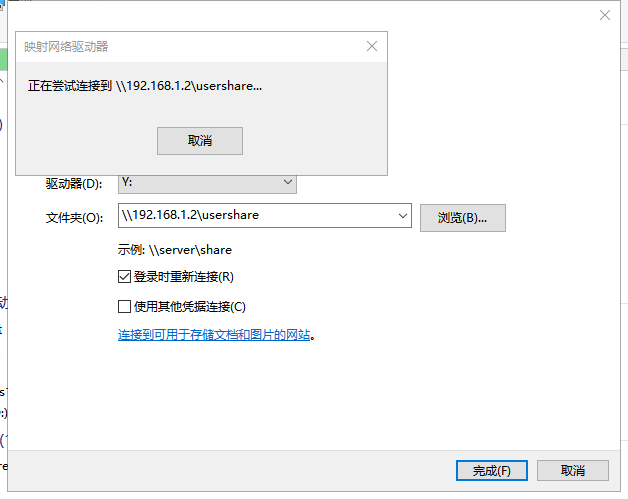 映射网络驱动器
正在尝试连接到 \\192.168.1.2\usershare...
取消
驱动器(D): Y:
文件夹(O): \\192.168.1.2\usershare 浏览(B)...
示例: \\server\share
登录时重新连接(R)
使用其他凭据连接(C)
连接到可用于存储文档和图片的网站。
完成(F) 取消